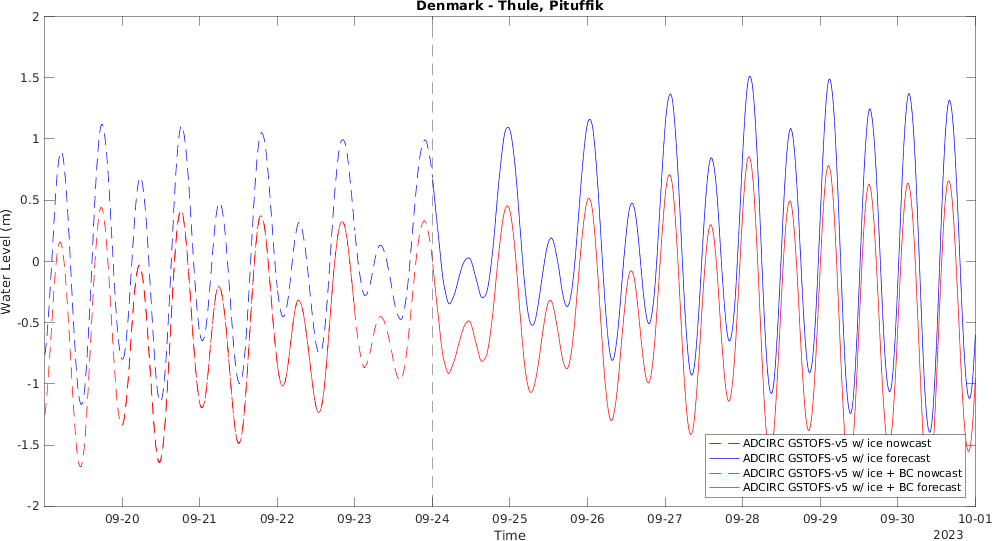 Denmark - Thule, Pituffik
2
1.5
1
0.5
0
-0.5
-1
-1.5
-2
Water Level (m)
ADCIRC GSTOFS-v5 w/ ice nowcast
ADCIRC GSTOFS-v5 w/ ice forecast
ADCIRC GSTOFS-v5 w/ ice + BC nowcast
ADCIRC GSTOFS-v5 w/ ice + BC forecast
09-20 09-21 09-22 09-23 09-24 09-25 09-26 09-27 09-28 09-29 09-30 10-01
Time
2023